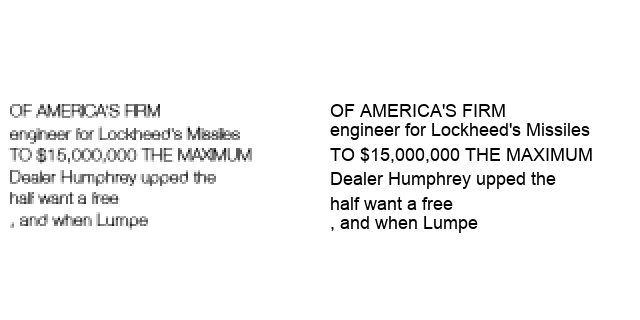 OF AMERICA'S FIRM
engineer for Lockheed's Missiles
TO $15,000,000 THE MAXIMUM
Dealer Humphrey upped the
half want a free
, and when Lumpe
OF AMERICA'S FIRM
engineer for Lockheed's Missiles
TO $15,000,000 THE MAXIMUM
Dealer Humphrey upped the
half want a free
, and when Lumpe